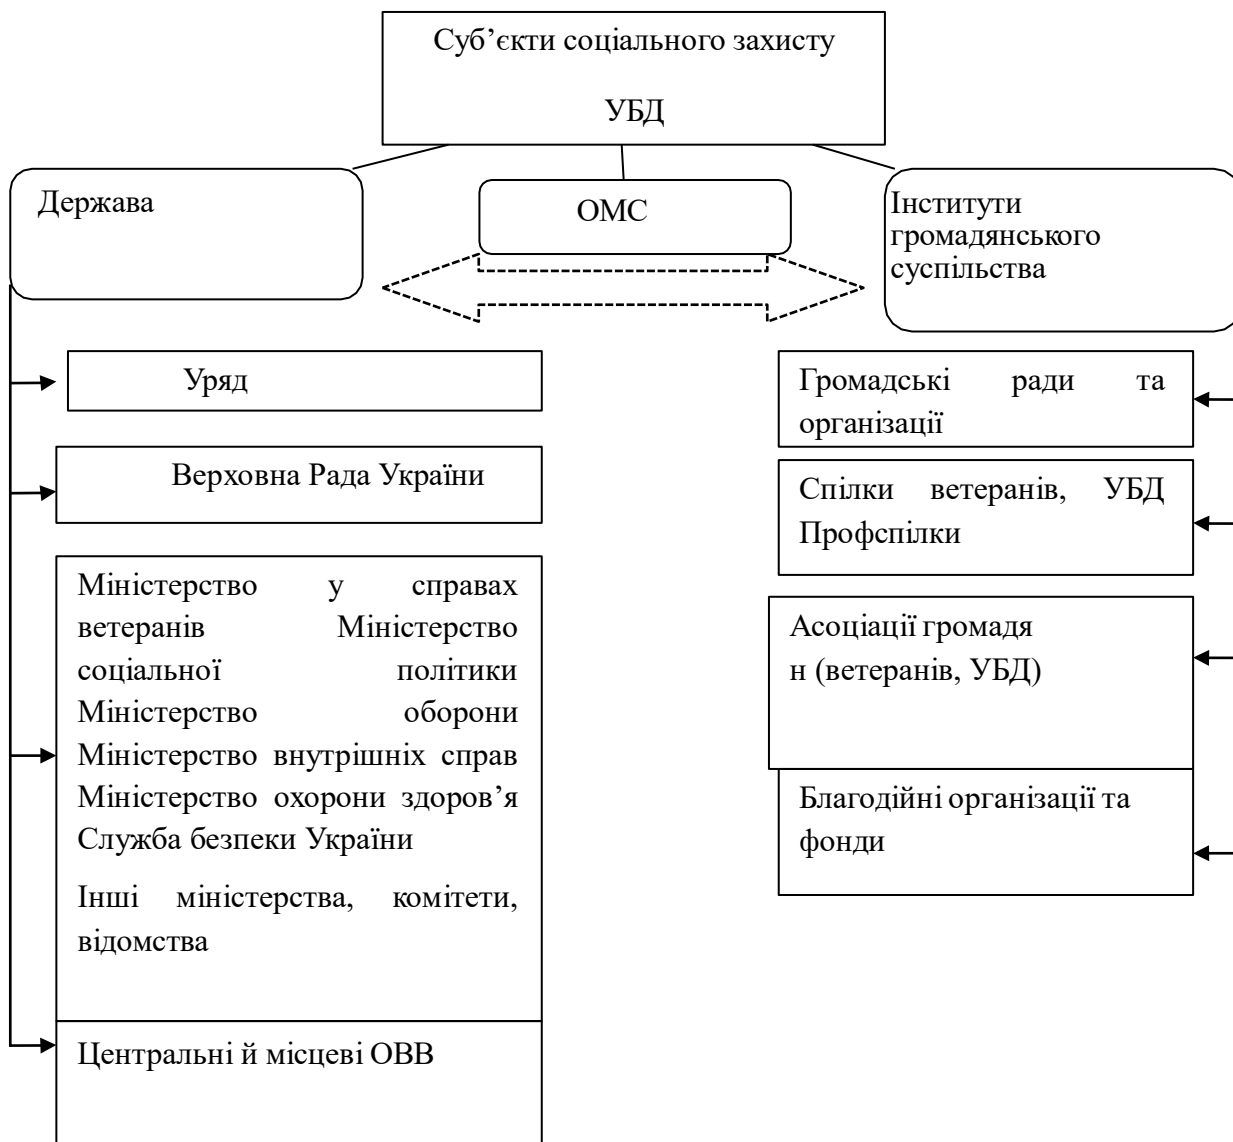 Суб’єкти соціального захисту
УБД
Держава
ОМС
Інститути
громадянського
суспільства
Уряд
Верховна Рада України
Міністерство у справах
ветеранів Міністерство
соціальної політики
Міністерство оборони
Міністерство внутрішніх справ
Міністерство охорони здоров’я
Служба безпеки України
Інші міністерства, комітети,
відомства
Центральні й місцеві ОВВ
Громадські ради та
організації
Спілки ветеранів, УБД
Профспілки
Асоціації громадя
н (ветеранів, УБД)
Благодійні організації та
фонди